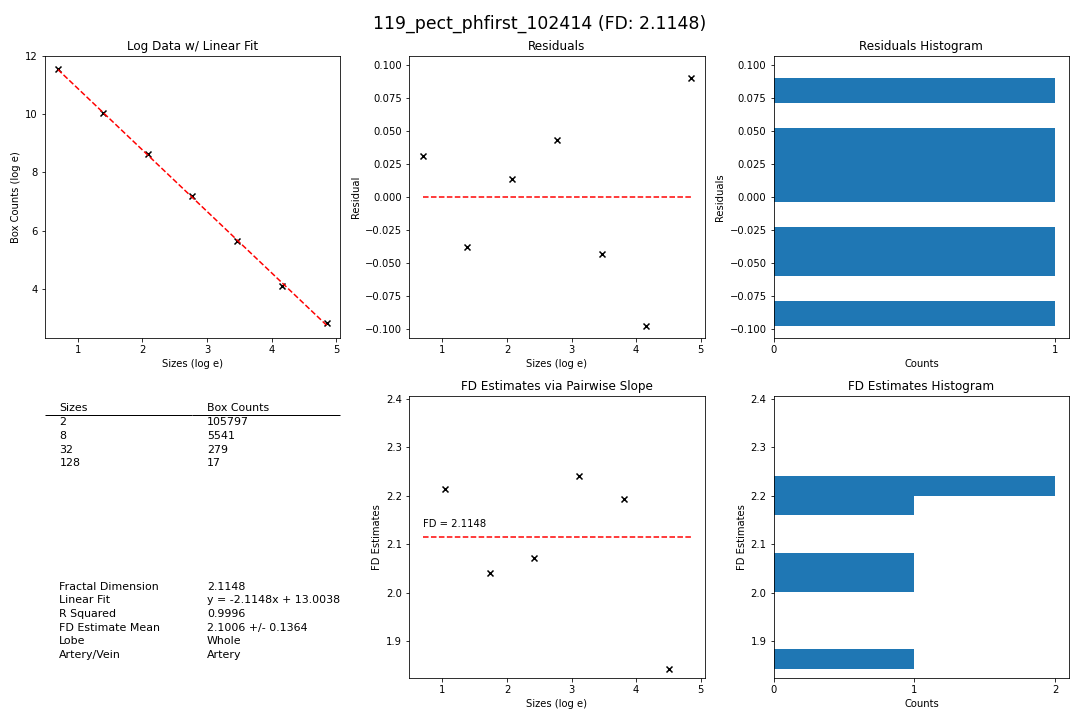 119_pect_phfirst_102414 (FD: 2.1148)
Log Data w/ Linear Fit
12
10
8
6
4
1 2 3 4 5
Box Counts (log e)
Sizes (log e)
Residuals
0.100
0.075
0.050
0.025
0.000
−0.025
−0.050
−0.075
−0.100
1 2 3 4 5
Residual
Sizes (log e)
Residuals Histogram
0.100
0.075
0.050
0.025
0.000
−0.025
−0.050
−0.075
−0.100
0 1
Residuals
Counts
Sizes Box Counts
2 105797
8 5541
32 279
128 17
Fractal Dimension 2.1148
Linear Fit y = -2.1148x + 13.0038
R Squared 0.9996
FD Estimate Mean 2.1006 +/- 0.1364
Lobe Whole
Artery/Vein Artery
FD Estimates via Pairwise Slope
2.4
2.3
2.2
2.1
2.0
1.9
FD = 2.1148
1 2 3 4 5
FD Estimates
Sizes (log e)
FD Estimates Histogram
2.4
2.3
2.2
2.1
2.0
1.9
0 1 2
FD Estimates
Counts